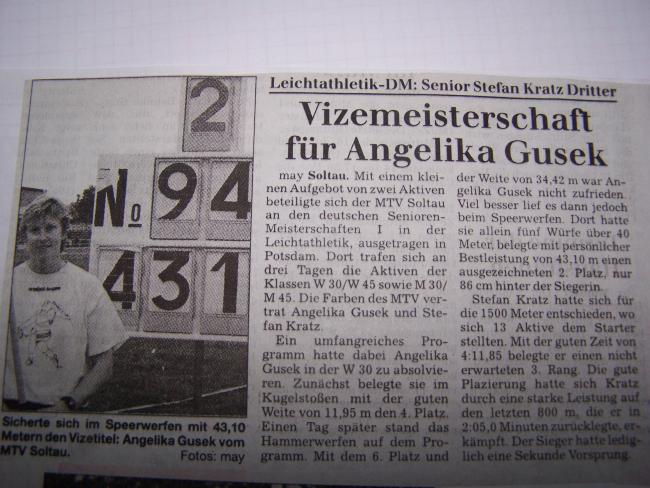 Leichtathletik-DM: Senior Stefan Kratz Dritter
Vizemeisterschaft
für Angelika Gusek
2
No 94
431
Sicherte sich im Speerwerfen mit 43,10
Metern den Vizetitel: Angelika Gusek vom
MTV Soltau. Fotos: may
may Soltau. Mit einem klei-
nen Aufgebot von zwei Aktiven
beteiligte sich der MTV Soltau
an den deutschen Senioren-
Meisterschaften I in der
Leichtathletik, ausgetragen in
Potsdam. Dort trafen sich an
drei Tagen die Aktiven der
Klassen W 30/W 45 sowie M 30/
M 45. Die Farben des MTV ver-
trat Angelika Gusek und Ste-
fan Kratz.
Ein umfangreiches Pro-
gramm hatte dabei Angelika
Gusek in der W 30 zu absolvie-
ren. Zunächst belegte sie im
Kugelstoßen mit der guten
Weite von 11,95 m den 4. Platz.
Einen Tag später stand das
Hammerwerfen auf dem Pro-
gramm. Mit dem 6. Platz und
der Weite von 34,42 m war An-
gelika Gusek nicht zufrieden.
Viel besser lief es dann jedoch
beim Speerwerfen. Dort hatte
sie allein fünf Würfe über 40
Meter, belegte mit persönlicher
Bestleistung von 43,10 m einen
ausgezeichneten 2. Platz, nur
86 cm hinter der Siegerin.
Stefan Kratz hatte sich für
die 1500 Meter entschieden, wo
sich 13 Aktive dem Starter
stellten. Mit der guten Zeit von
4:11,85 belegte er einen nicht
erwarteten 3. Rang. Die gute
Plazierung hatte sich Kratz
durch eine starke Leistung auf
den letzten 800 m, die er in
2:05,0 Minuten zurücklegte, er-
kämpft. Der Sieger hatte ledig-
lich eine Sekunde Vorsprung.